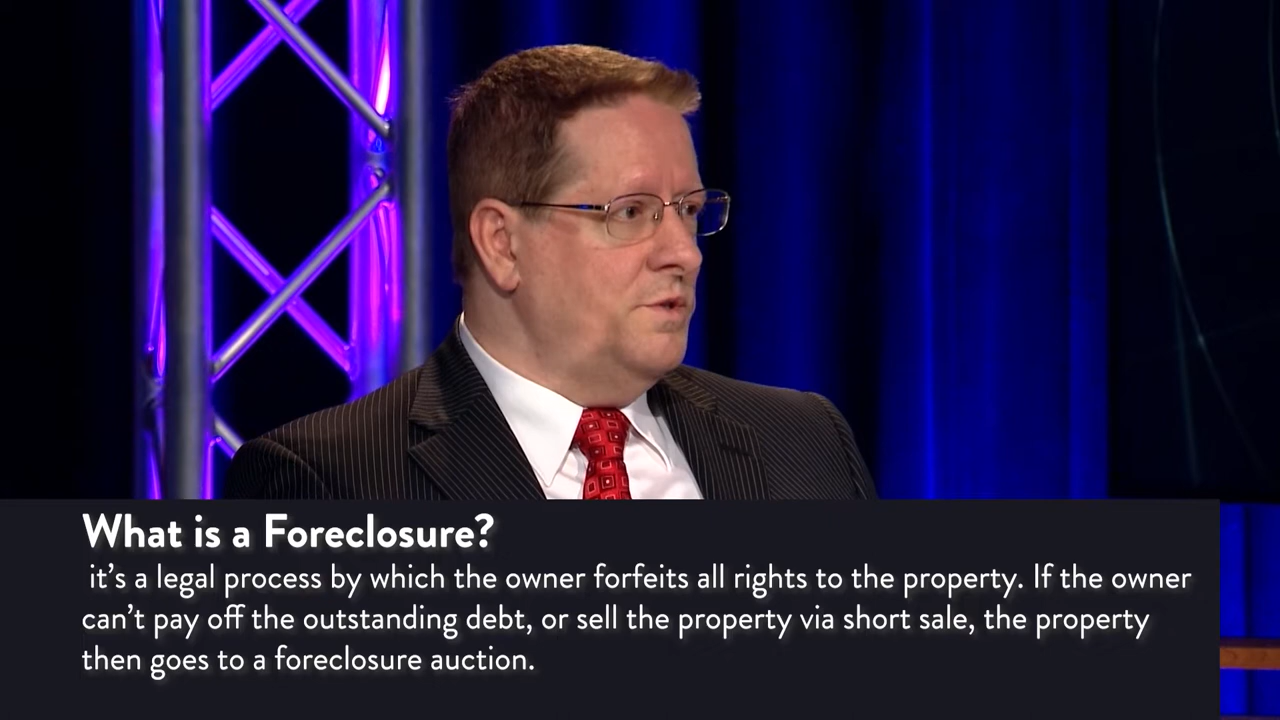 What is a Foreclosure?
it’s a legal process by which the owner forfeits all rights to the property. If the owner
can’t pay off the outstanding debt, or sell the property via short sale, the property
then goes to a foreclosure auction.